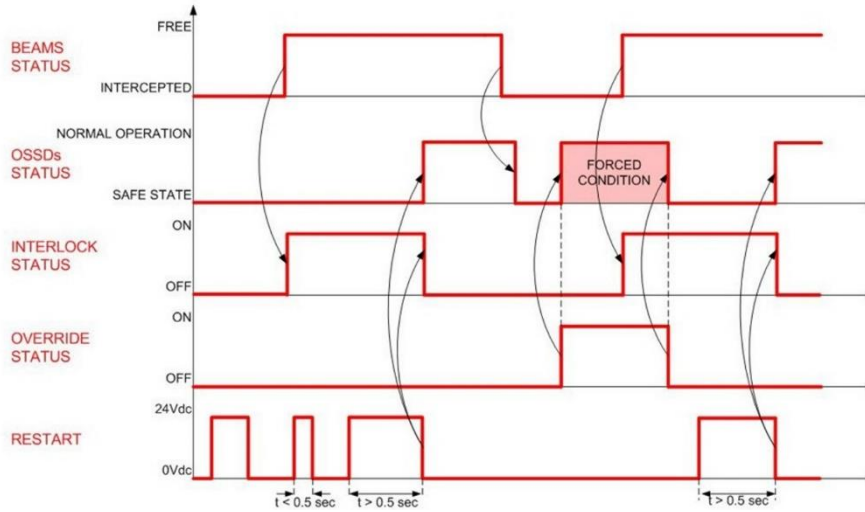 FREE
BEAMS
STATUS
INTERCEPTED
NORMAL OPERATION
OSSDs
STATUS
FORCED
CONDITION
SAFE STATE
ON
INTERLOCK
STATUS
OFF
ON
OVERRIDE
STATUS
OFF
24Vdc
RESTART
0Vdc
t < 0.5 sec
t > 0.5 sec
t > 0.5 sec